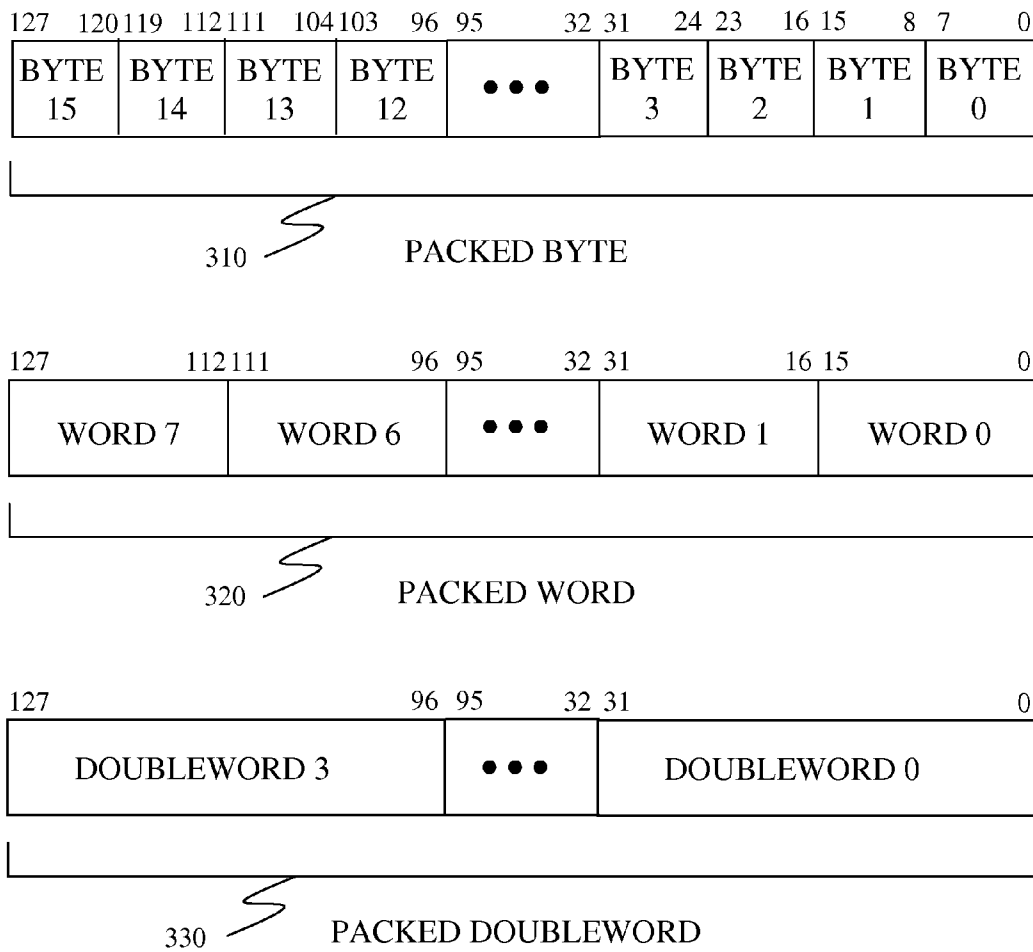 127 120 119 112 111 104 103 96 95 32 31 24 23 16 15 8 7 0
BYTE BYTE BYTE BYTE ••• BYTE BYTE BYTE BYTE
15 14 13 12 3 2 1 0
310 PACKED BYTE
127 112 111 96 95 32 31 16 15 0
WORD 7 WORD 6 ••• WORD 1 WORD 0
320 PACKED WORD
127 96 95 32 31 0
DOUBLEWORD 3 ••• DOUBLEWORD 0
330 PACKED DOUBLEWORD